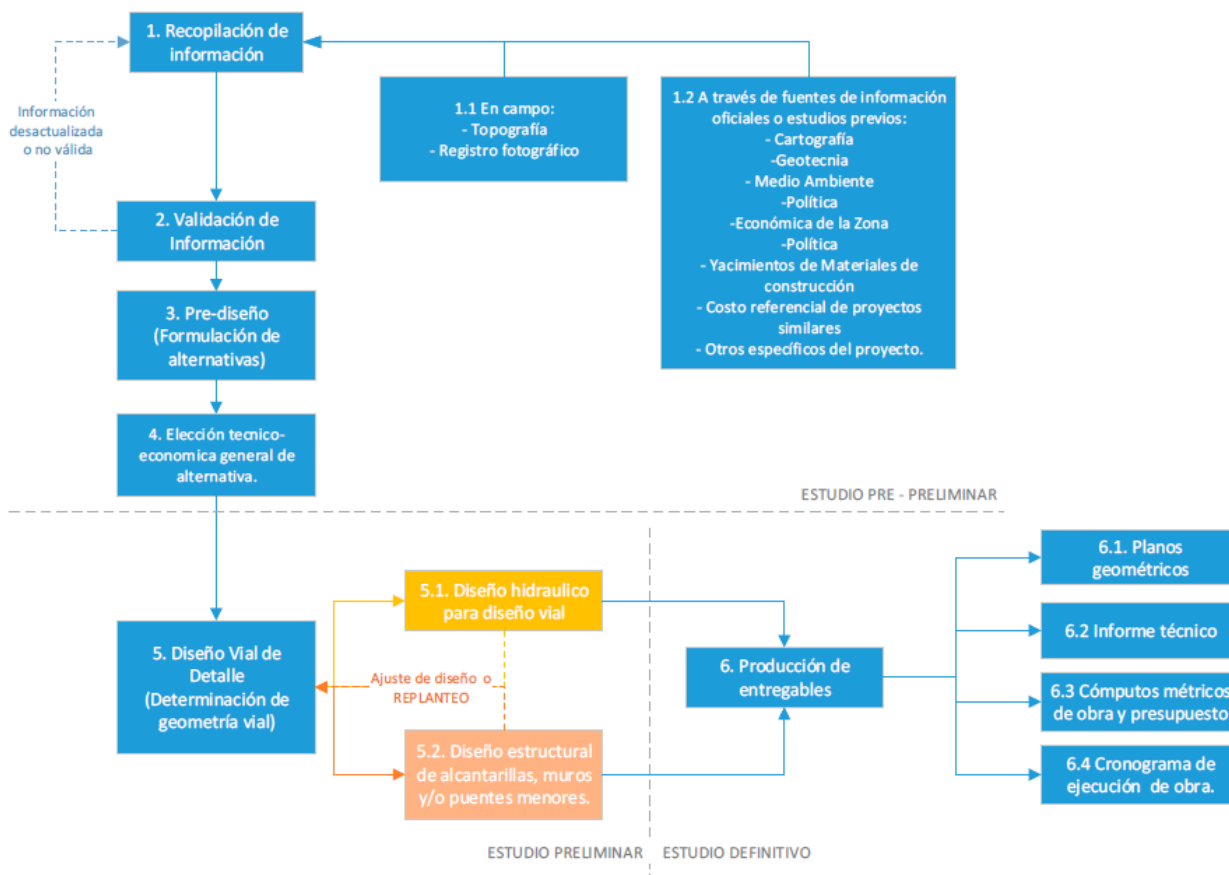 1. Recopilación de
información
Información
desactualizada
o no válida
1.1 En campo:
- Topografía
- Registro fotográfico
1.2 A través de fuentes de información
oficiales o estudios previos:
- Cartografía
-Geotecnia
- Medio Ambiente
-Política
-Económica de la Zona
-Política
- Yacimientos de Materiales de
construcción
- Costo referencial de proyectos
similares
- Otros específicos del proyecto.
2. Validación de
Información
3. Pre-diseño
(Formulación de
alternativas)
4. Elección tecnico-
economica general de
alternativa.
ESTUDIO PRE - PRELIMINAR
5. Diseño Vial de
Detalle
(Determinación de
geometría vial)
5.1. Diseño hidraulico
para diseño vial
Ajuste de diseño o
REPLANTEO
5.2. Diseño estructural
de alcantarillas, muros
y/o puentes menores.
6. Producción de
entregables
6.1. Planos
geométricos
6.2 Informe técnico
6.3 Cómputos métricos
de obra y presupuesto
6.4 Cronograma de
ejecución de obra.
ESTUDIO PRELIMINAR
ESTUDIO DEFINITIVO